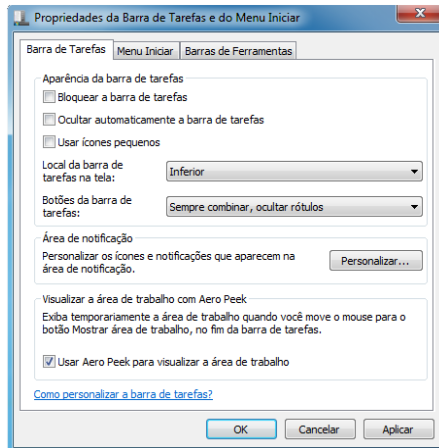 Propriedades da Barra de Tarefas e do Menu Iniciar
Barra de Tarefas Menu Iniciar Barras de Ferramentas
Aparência da barra de tarefas
Bloquear a barra de tarefas
Ocultar automaticamente a barra de tarefas
Usar ícones pequenos
Local da barra de
tarefas na tela:
Inferior
Botões da barra de
tarefas:
Sempre combinar, ocultar rótulos
Área de notificação
Personalizar os ícones e notificações que aparecem na
área de notificação.
Personalizar...
Visualizar a área de trabalho com Aero Peek
Exiba temporariamente a área de trabalho quando você move o mouse para o
botão Mostrar área de trabalho, no fim da barra de tarefas.
Usar Aero Peek para visualizar a área de trabalho
Como personalizar a barra de tarefas?
OK Cancelar Aplicar